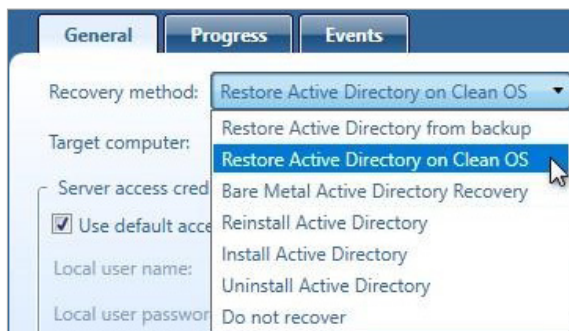 General Progress Events
Recovery method: Restore Active Directory on Clean OS
Restore Active Directory from backup
Target computer:
Restore Active Directory on Clean OS
Server access cred
Bare Metal Active Directory Recovery
Use default acce
Reinstall Active Directory
Install Active Directory
Local user name:
Uninstall Active Directory
Local user passwor
Do not recover